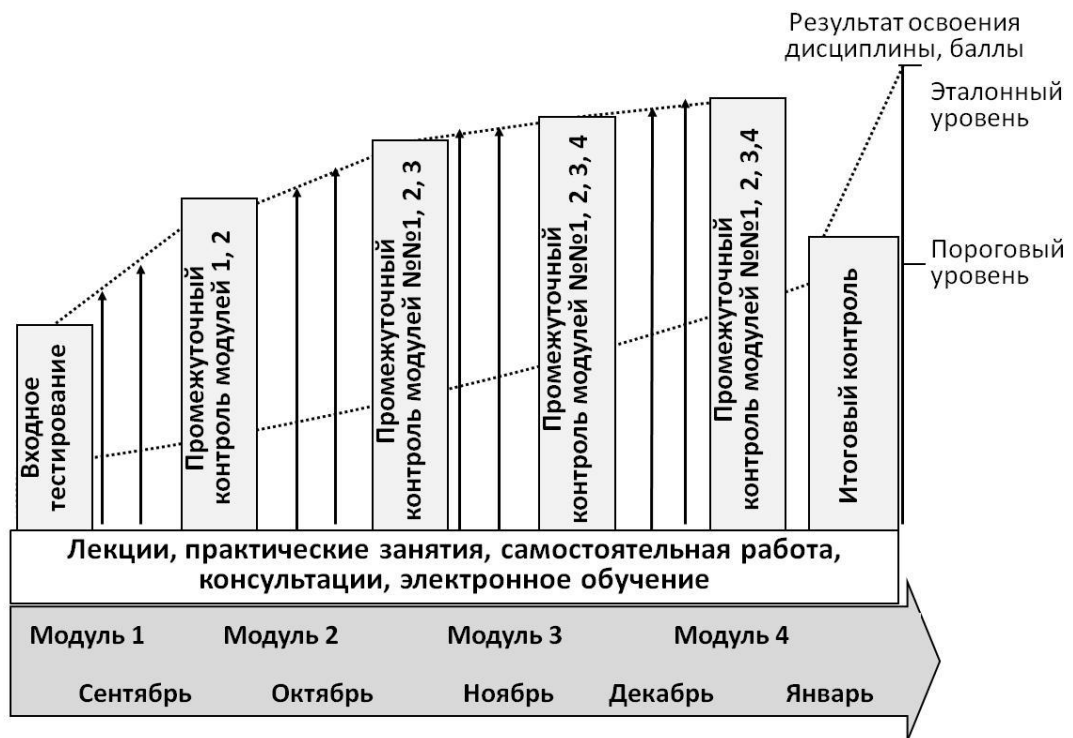 Результат освоения
дисциплины, баллы
Эталонный
уровень
Пороговый
уровень
Входное
тестирование
Промежуточный
контроль модулей 1, 2
Промежуточный
контроль модулей №№1, 2, 3
Промежуточный
контроль модулей №№1, 2, 3, 4
Промежуточный
контроль модулей №№1, 2, 3,4
Итоговый контроль
Лекции, практические занятия, самостоятельная работа,
консультации, электронное обучение
Модуль 1 Модуль 2 Модуль 3 Модуль 4
Сентябрь Октябрь Ноябрь Декабрь Январь